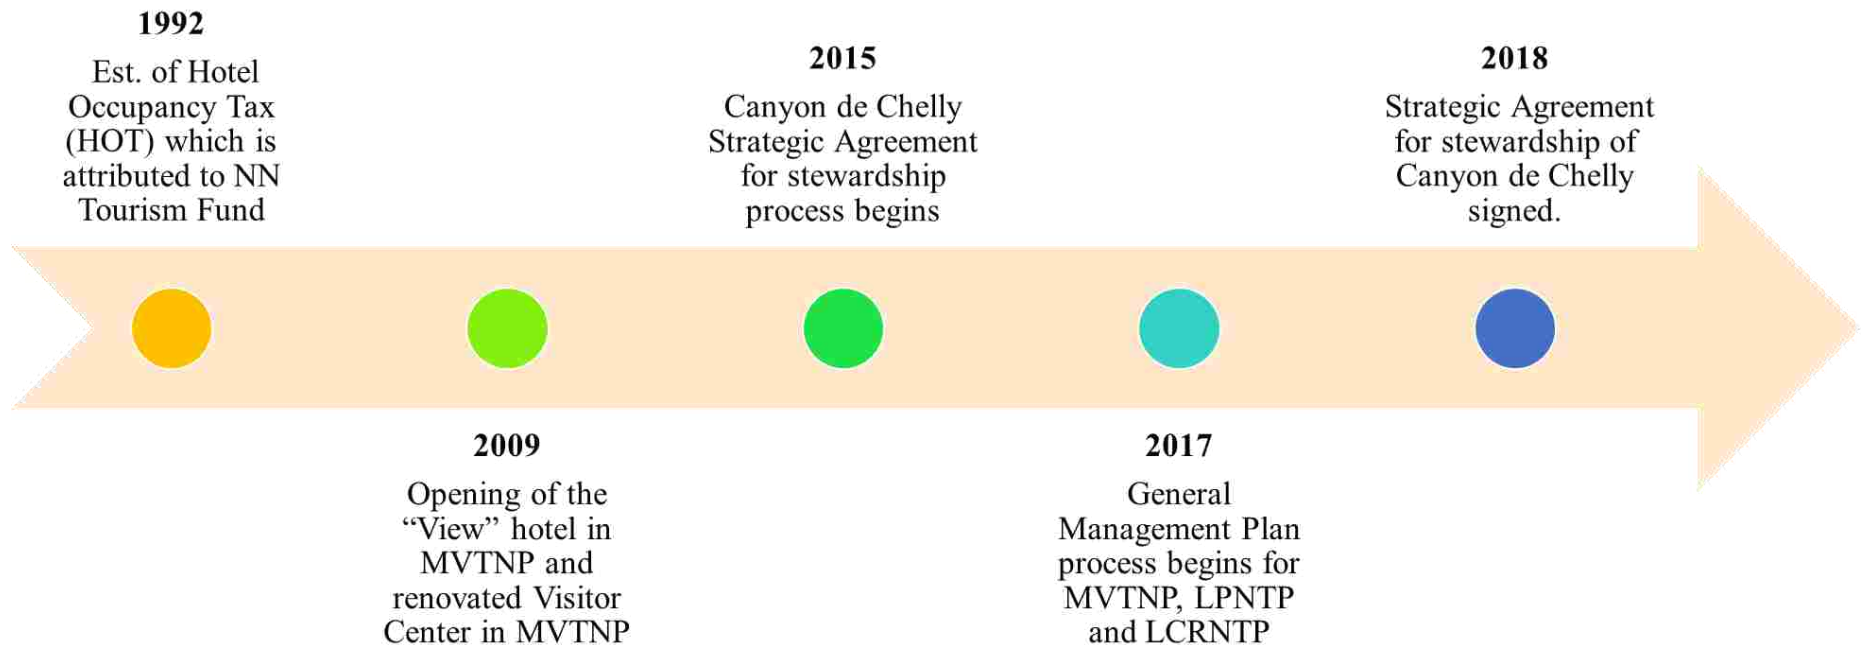 1992
Est. of Hotel
Occupancy Tax
(HOT) which is
attributed to NN
Tourism Fund
2009
Opening of the
“View” hotel in
MVTNP and
renovated Visitor
Center in MVTNP
2015
Canyon de Chelly
Strategic Agreement
for stewardship
process begins
2017
General
Management Plan
process begins for
MVTNP, LPNTP
and LCRNTP
2018
Strategic Agreement
for stewardship of
Canyon de Chelly
signed.